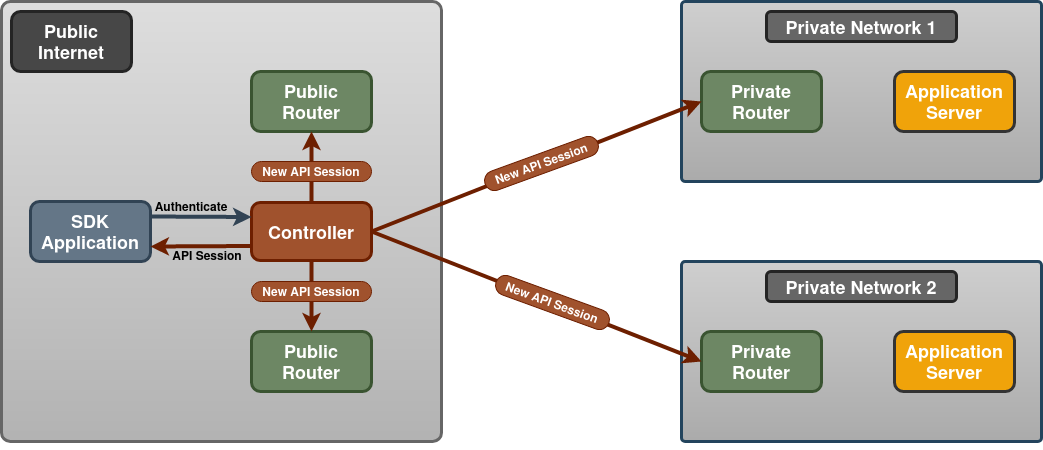 Public
Internet
Public
Router
New API Session
Authenticate
SDK
Application
Controller
API Session
New API Session
Public
Router
New API Session
New API Session
Private Network 1
Private
Router
Application
Server
Private Network 2
Private
Router
Application
Server